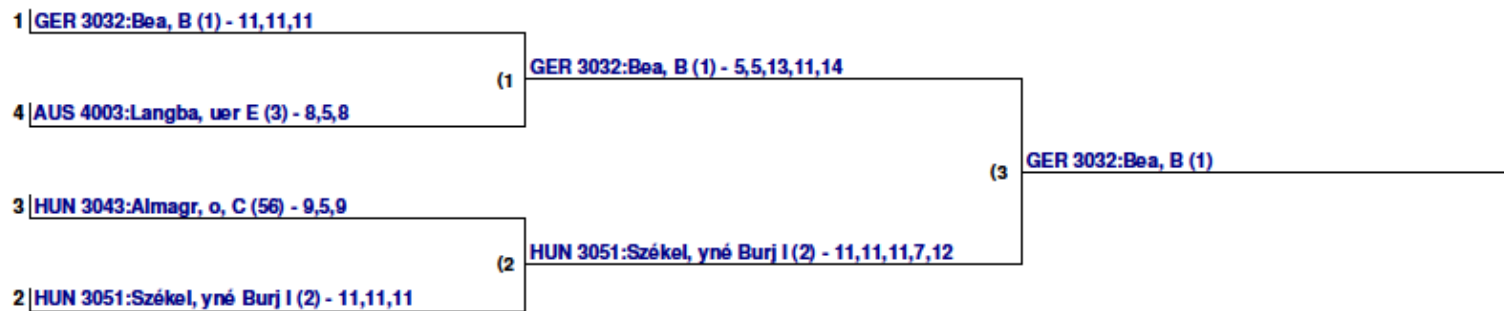 1 GER 3032:Bea, B (1) - 11,11,11
(1 GER 3032:Bea, B (1) - 5,5,13,11,14
4 AUS 4003:Langba, uer E (3) - 8,5,8
(3 GER 3032:Bea, B (1)
3 HUN 3043:Almagr, o, C (56) - 9,5,9
(2 HUN 3051:Székel, yné Burj I (2) - 11,11,11,7,12
2 HUN 3051:Székel, yné Burj I (2) - 11,11,11